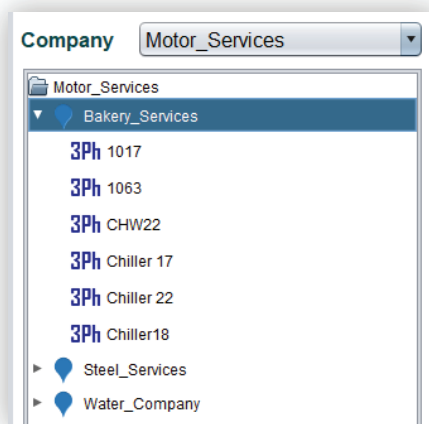 Company Motor_Services
Motor_Services
Bakery_Services
3Ph 1017
3Ph 1063
3Ph CHW22
3Ph Chiller 17
3Ph Chiller 22
3Ph Chiller18
Steel_Services
Water_Company